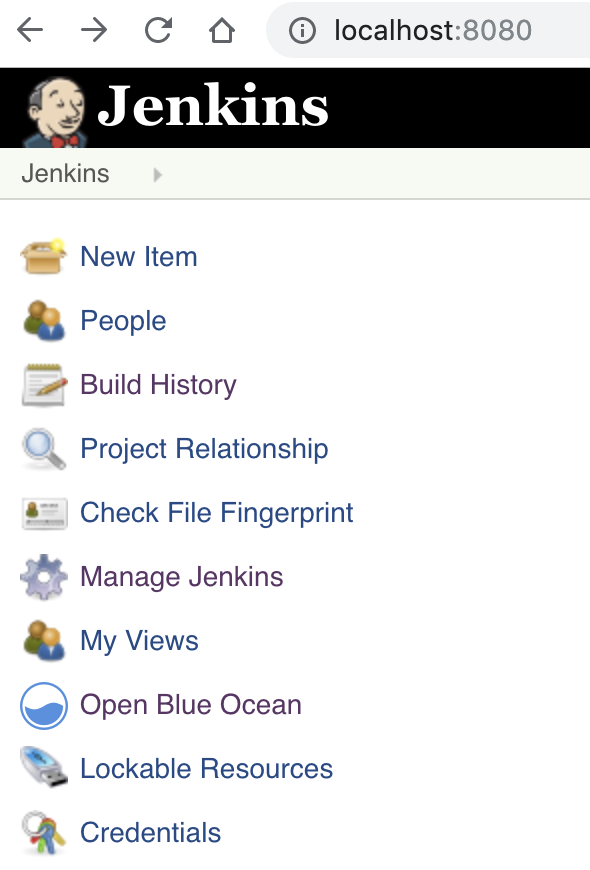 localhost:8080
Jenkins
Jenkins
New Item
People
Build History
Project Relationship
Check File Fingerprint
Manage Jenkins
My Views
Open Blue Ocean
Lockable Resources
Credentials